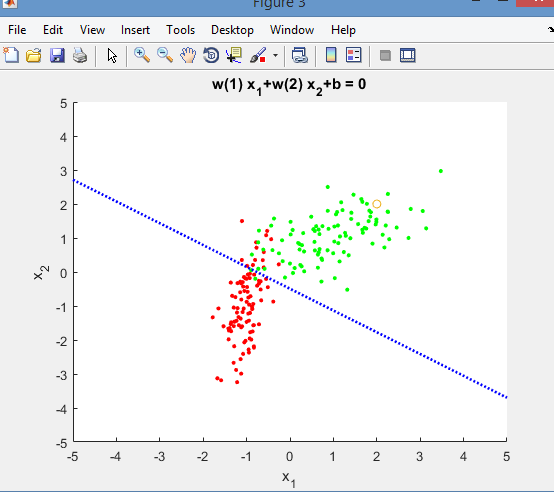 Figure 3
File Edit View Insert Tools Desktop Window Help
w(1) x1+w(2) x2+b = 0
5
4
3
2
1
0
-1
-2
-3
-4
-5
x2
-5 -4 -3 -2 -1 0 1 2 3 4 5
x1